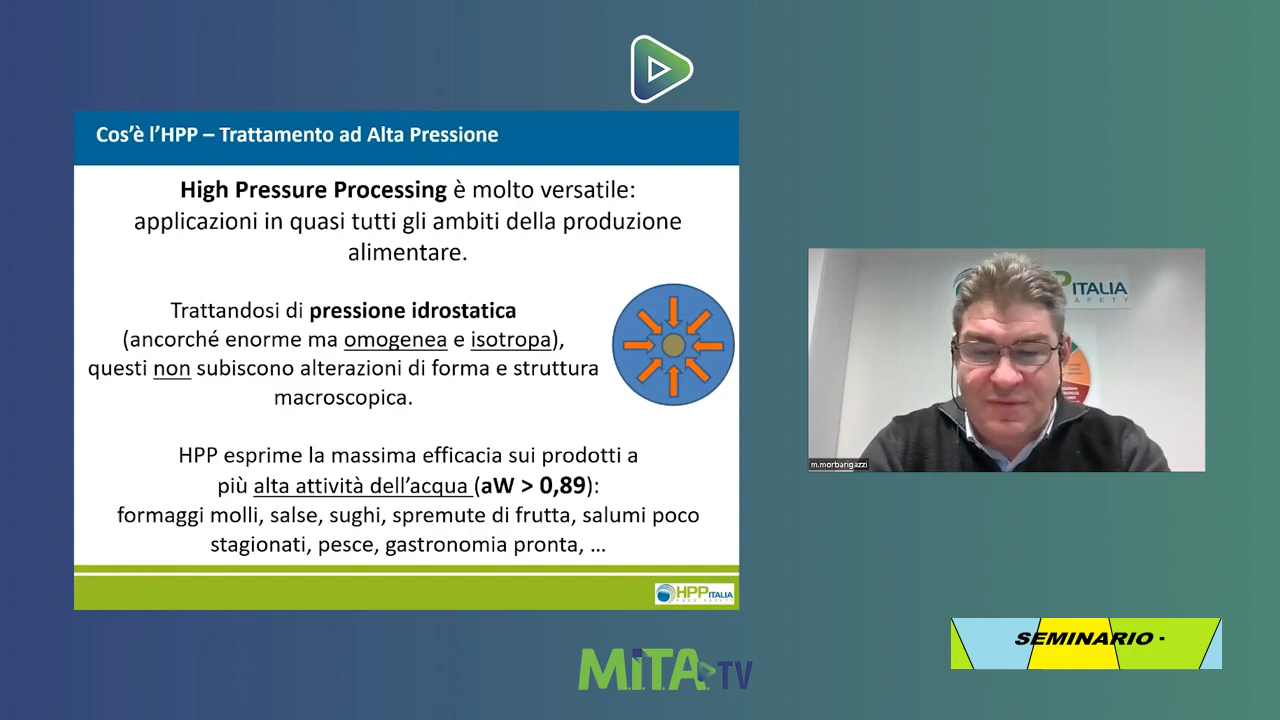 Cos'è l'HPP – Trattamento ad Alta Pressione
High Pressure Processing è molto versatile:
applicazioni in quasi tutti gli ambiti della produzione
alimentare.
Trattandosi di pressione idrostatica
(ancorché enorme ma omogenea e isotropa),
questi non subiscono alterazioni di forma e struttura
macroscopica.
HPP esprime la massima efficacia sui prodotti a
più alta attività dell'acqua (aW > 0,89):
formaggi molli, salse, sughi, spremute di frutta, salumi poco
stagionati, pesce, gastronomia pronta, ...
HPP ITALIA
FOOD SAFETY
P ITALIA
SAFETY
m.morbarigazzi
SEMINARIO -
M.i.T.A. TV